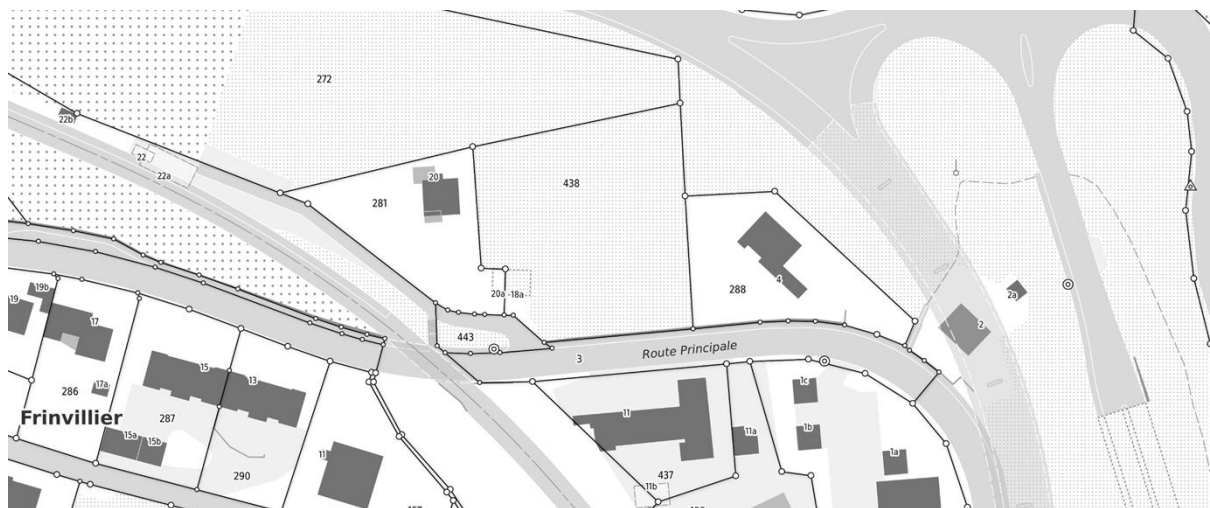 272
22b
22
22a
20
281
438
4
288
20a
18a
443
3
Route Principale
2a
2
19b
19
17
17a
286
Frinvillier
15
13
287
15a
15b
290
11
11
11a
437
11b
1c
1b
1a